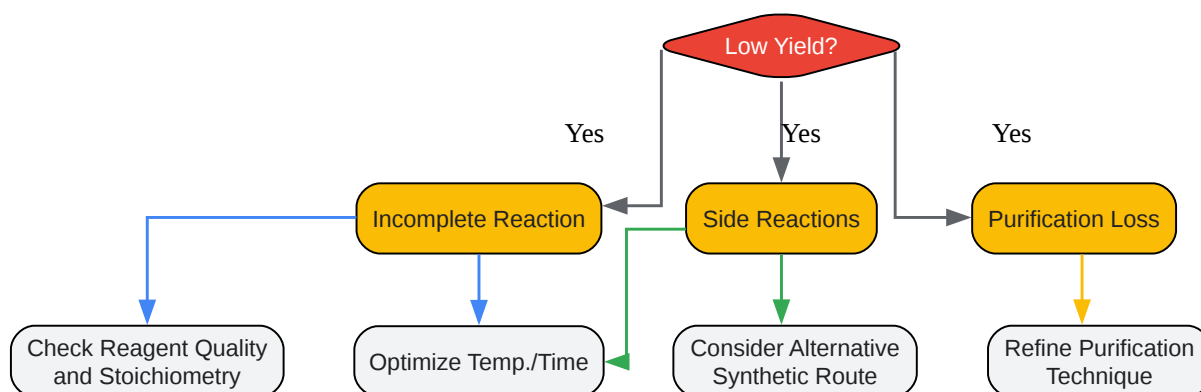 Low Yield?
Yes
Yes
Yes
Incomplete Reaction
Side Reactions
Purification Loss
Check Reagent Quality
and Stoichiometry
Optimize Temp./Time
Consider Alternative
Synthetic Route
Refine Purification
Technique